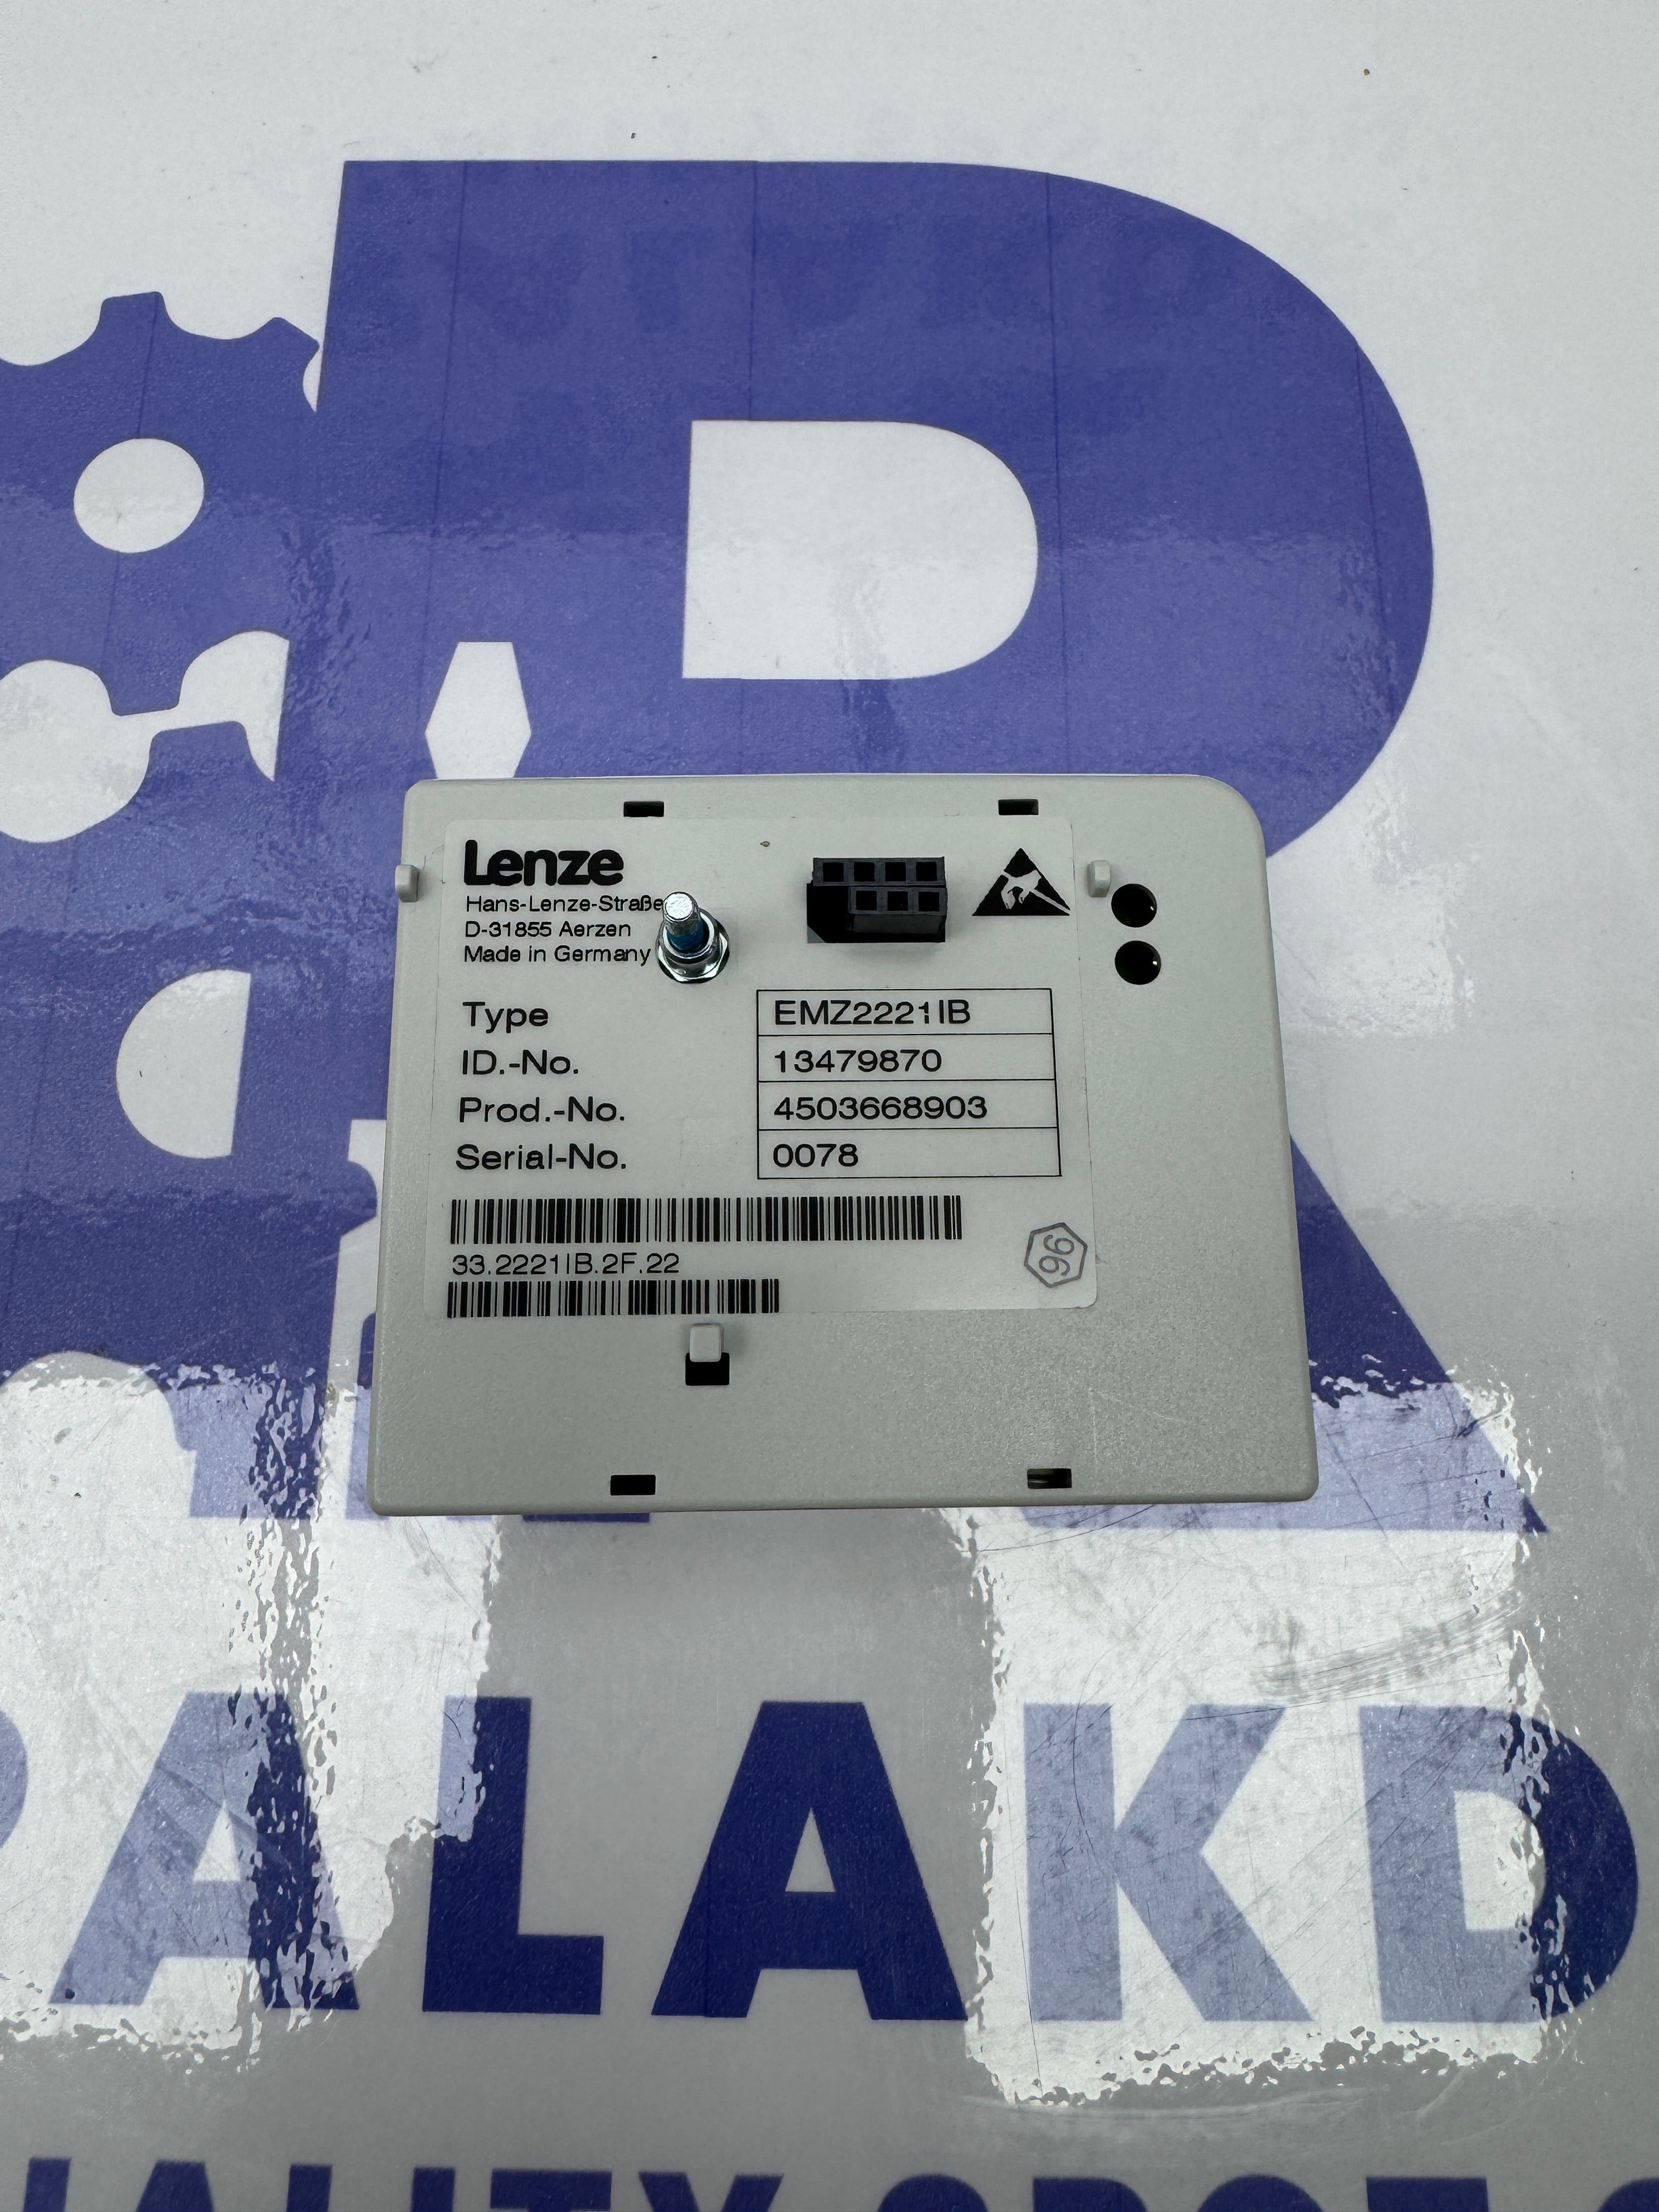 Lenze
Hans-Lenze-Straße
D-31855 Aerzen
Made in Germany
Type EMZ2221IB
ID.-No. 13479870
Prod.-No. 4503668903
Serial-No. 0078
33.2221IB.2F.22
96
ALAKD